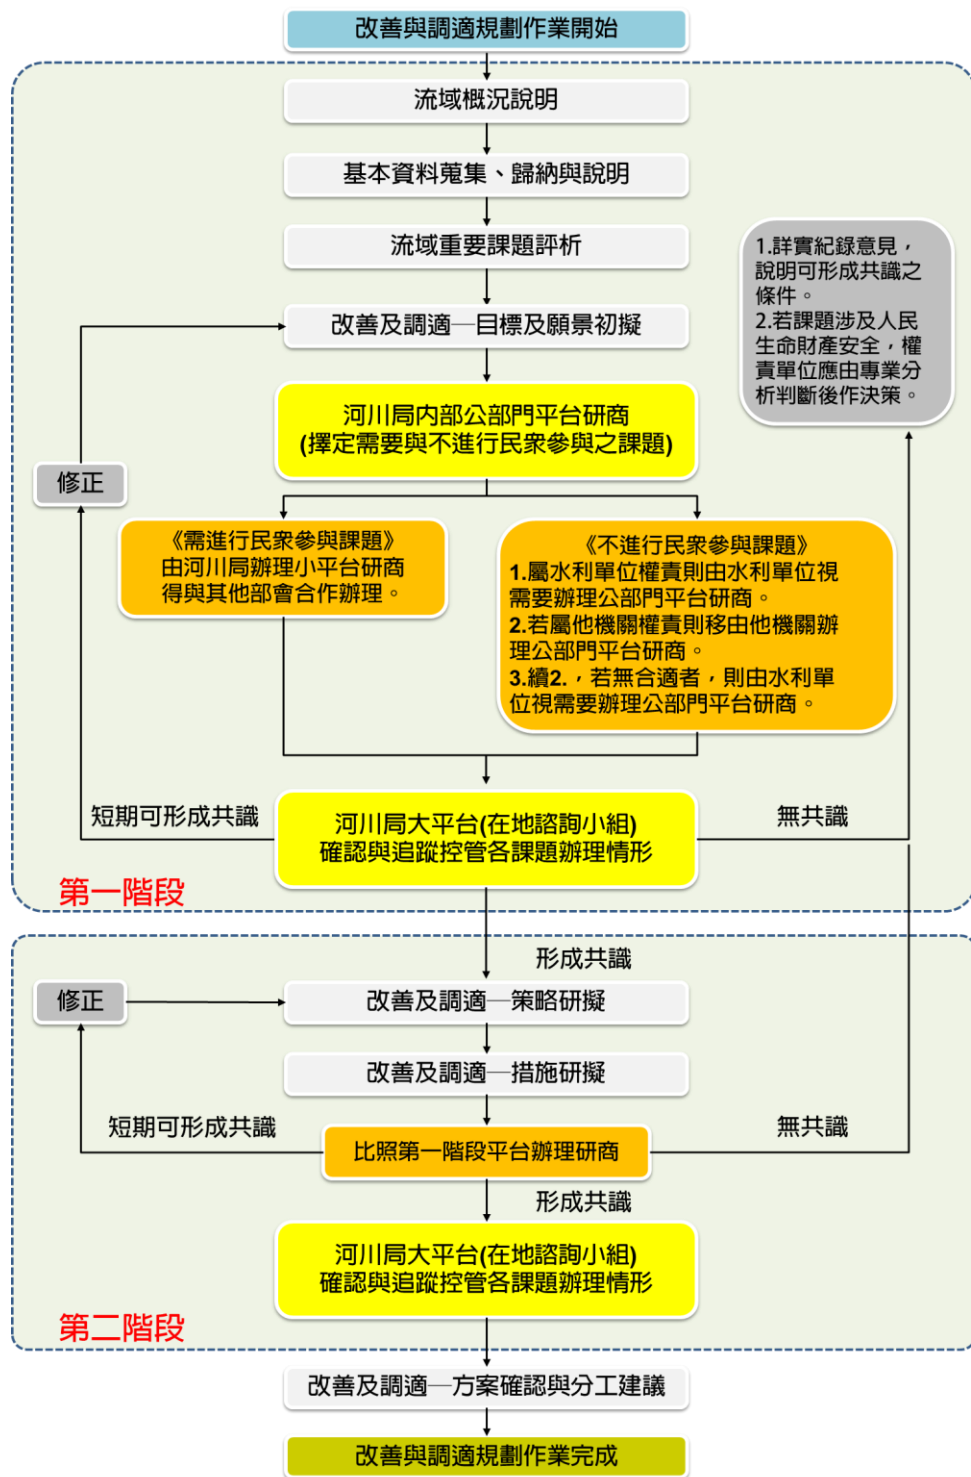 改善與調適規劃作業開始
流域概況說明
基本資料蒐集、歸納與說明
流域重要課題評析
1.詳實紀錄意見，
說明可形成共識之
條件。
2.若課題涉及人民
生命財產安全，權
責單位應由專業分
析判斷後作決策。
改善及調適─目標及願景初擬
河川局內部公部門平台研商
(擇定需要與不進行民眾參與之課題)
修正
《需進行民眾參與課題》
由河川局辦理小平台研商
得與其他部會合作辦理。
《不進行民眾參與課題》
1.屬水利單位權責則由水利單位視
需要辦理公部門平台研商。
2.若屬他機關權責則移由他機關辦
理公部門平台研商。
3.續2.，若無合適者，則由水利單
位視需要辦理公部門平台研商。
短期可形成共識
河川局大平台(在地諮詢小組)
確認與追蹤控管各課題辦理情形
無共識
第一階段
形成共識
修正
改善及調適─策略研擬
改善及調適─措施研擬
短期可形成共識
比照第一階段平台辦理研商
無共識
形成共識
河川局大平台(在地諮詢小組)
確認與追蹤控管各課題辦理情形
第二階段
改善及調適─方案確認與分工建議
改善與調適規劃作業完成